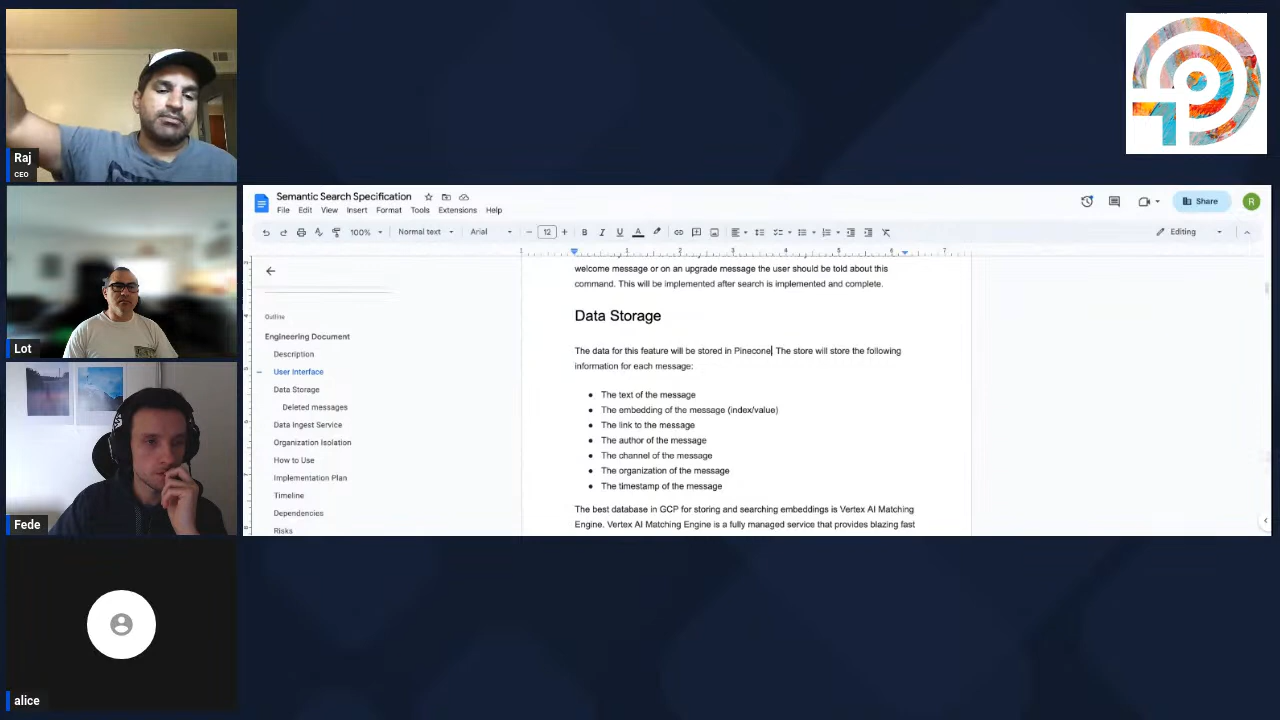 Raj
CEO
Lot
Fede
alice
Semantic Search Specification
File Edit View Insert Format Tools Extensions Help
Share
R
100% Normal text Arial 12 Editing
1 1 2 3 4 5 6 7
Outline
Engineering Document
Description
User Interface
Data Storage
Deleted messages
Data Ingest Service
Organization Isolation
How to Use
Implementation Plan
Timeline
Dependencies
Risks
welcome message or on an upgrade message the user should be told about this
command. This will be implemented after search is implemented and complete.
Data Storage
The data for this feature will be stored in Pinecone The store will store the following
information for each message:
● The text of the message
● The embedding of the message (index/value)
● The link to the message
● The author of the message
● The channel of the message
● The organization of the message
● The timestamp of the message
The best database in GCP for storing and searching embeddings is Vertex AI Matching
Engine. Vertex AI Matching Engine is a fully managed service that provides blazing fast